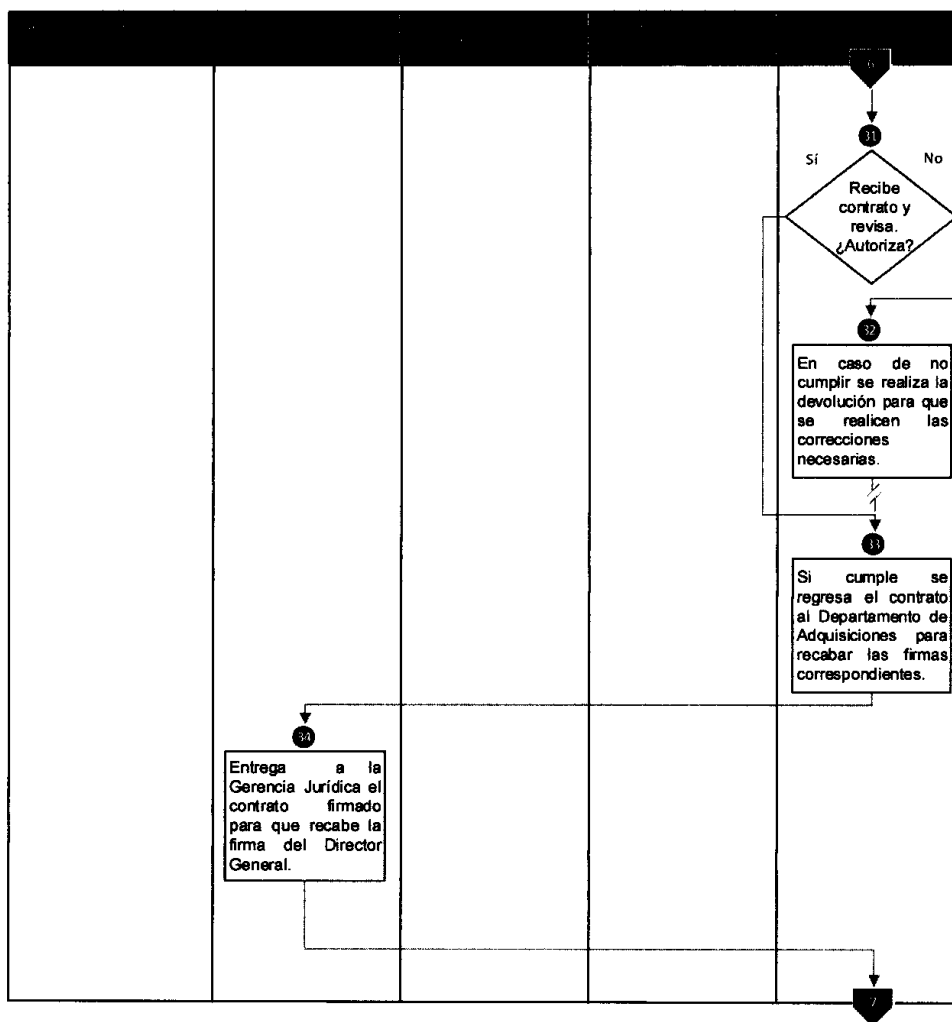 6
31
Sí
No
Recibe
contrato y
revisa.
¿Autoriza?
32
En caso de no
cumplir se realiza la
devolución para que
se realicen las
correcciones
necesarias.
33
Si cumple se
regresa el contrato
al Departamento de
Adquisiciones para
recabar las firmas
correspondientes.
34
Entrega a la
Gerencia Jurídica el
contrato firmado
para que recabe la
firma del Director
General.
7